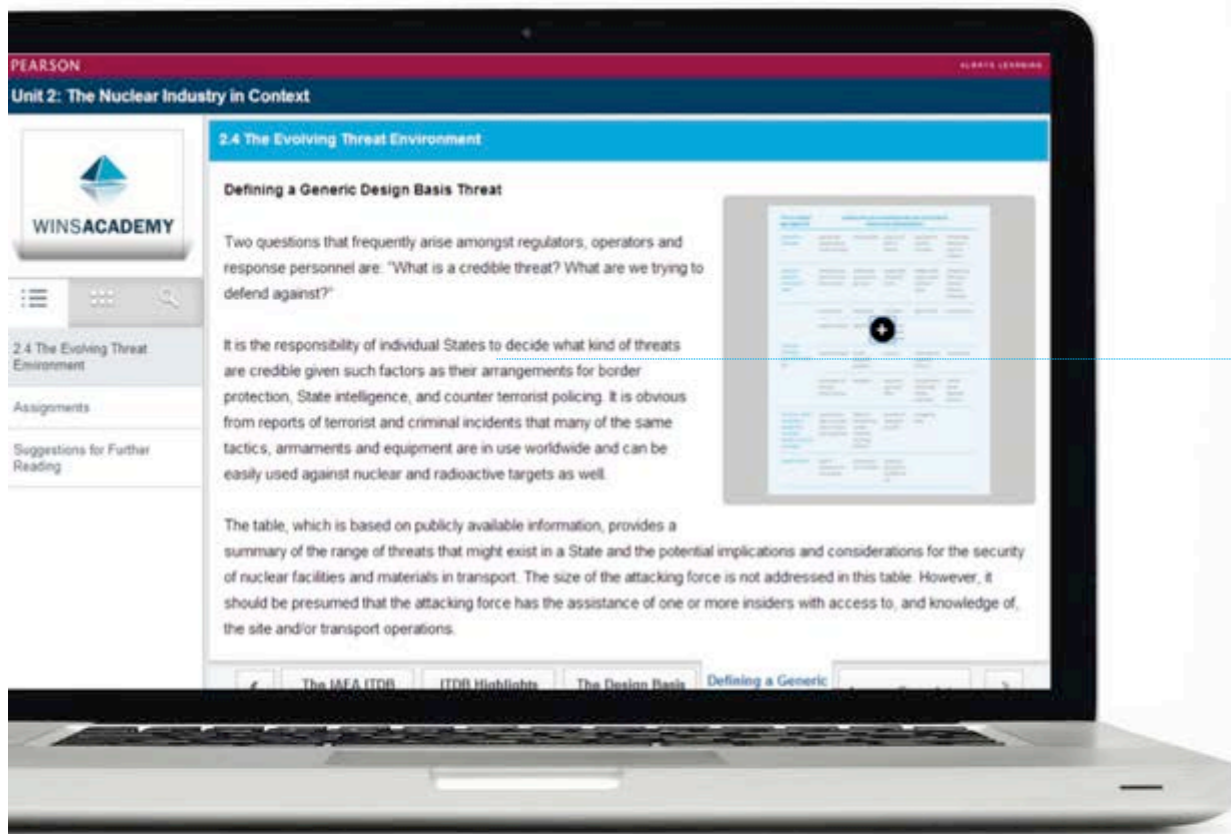 PEARSON
ALWAYS LEARNING
Unit 2: The Nuclear Industry in Context
2.4 The Evolving Threat Environment
WINSACADEMY
2.4 The Evolving Threat
Environment
Assignments
Suggestions for Further
Reading
Defining a Generic Design Basis Threat
Two questions that frequently arise amongst regulators, operators and
response personnel are: "What is a credible threat? What are we trying to
defend against?"
It is the responsibility of individual States to decide what kind of threats
are credible given such factors as their arrangements for border
protection, State intelligence, and counter terrorist policing. It is obvious
from reports of terrorist and criminal incidents that many of the same
tactics, armaments and equipment are in use worldwide and can be
easily used against nuclear and radioactive targets as well.
The table, which is based on publicly available information, provides a
summary of the range of threats that might exist in a State and the potential implications and considerations for the security
of nuclear facilities and materials in transport. The size of the attacking force is not addressed in this table. However, it
should be presumed that the attacking force has the assistance of one or more insiders with access to, and knowledge of,
the site and/or transport operations.
The IAEA ITDB
ITDB Highlights
The Design Basis
Defining a Generic